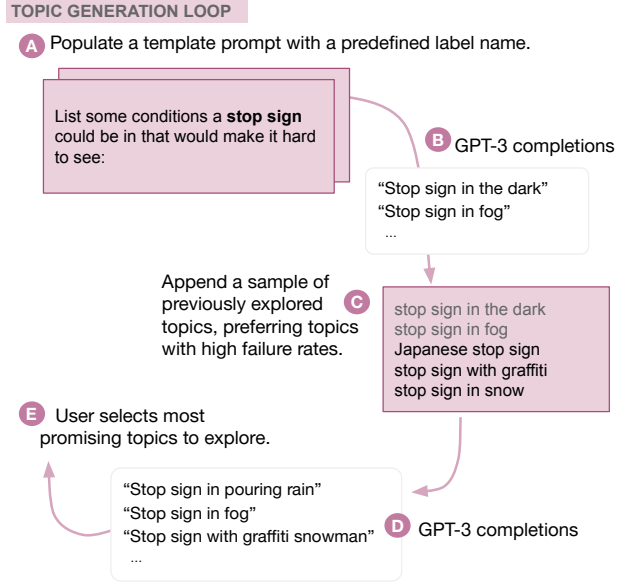 TOPIC GENERATION LOOP
A Populate a template prompt with a predefined label name.
List some conditions a stop sign
could be in that would make it hard
to see:
B GPT-3 completions
“Stop sign in the dark”
“Stop sign in fog”
...
Append a sample of
previously explored
topics, preferring topics
with high failure rates.
C
stop sign in the dark
stop sign in fog
Japanese stop sign
stop sign with graffiti
stop sign in snow
E User selects most
promising topics to explore.
“Stop sign in pouring rain”
“Stop sign in fog”
“Stop sign with graffiti snowman”
...
D GPT-3 completions